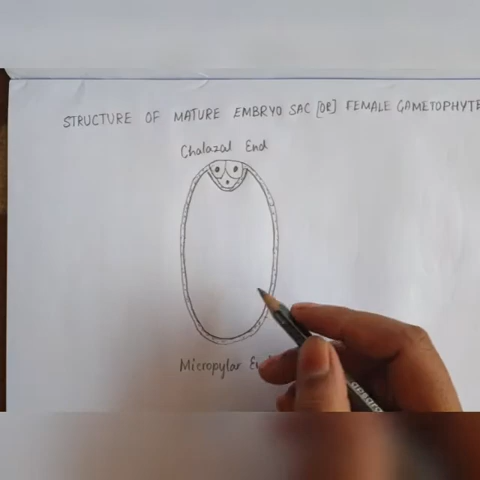 STRUCTURE OF MATURE EMBRYO SAC [OR] FEMALE GAMETOPHYTE
Chalazal End
Micropylar